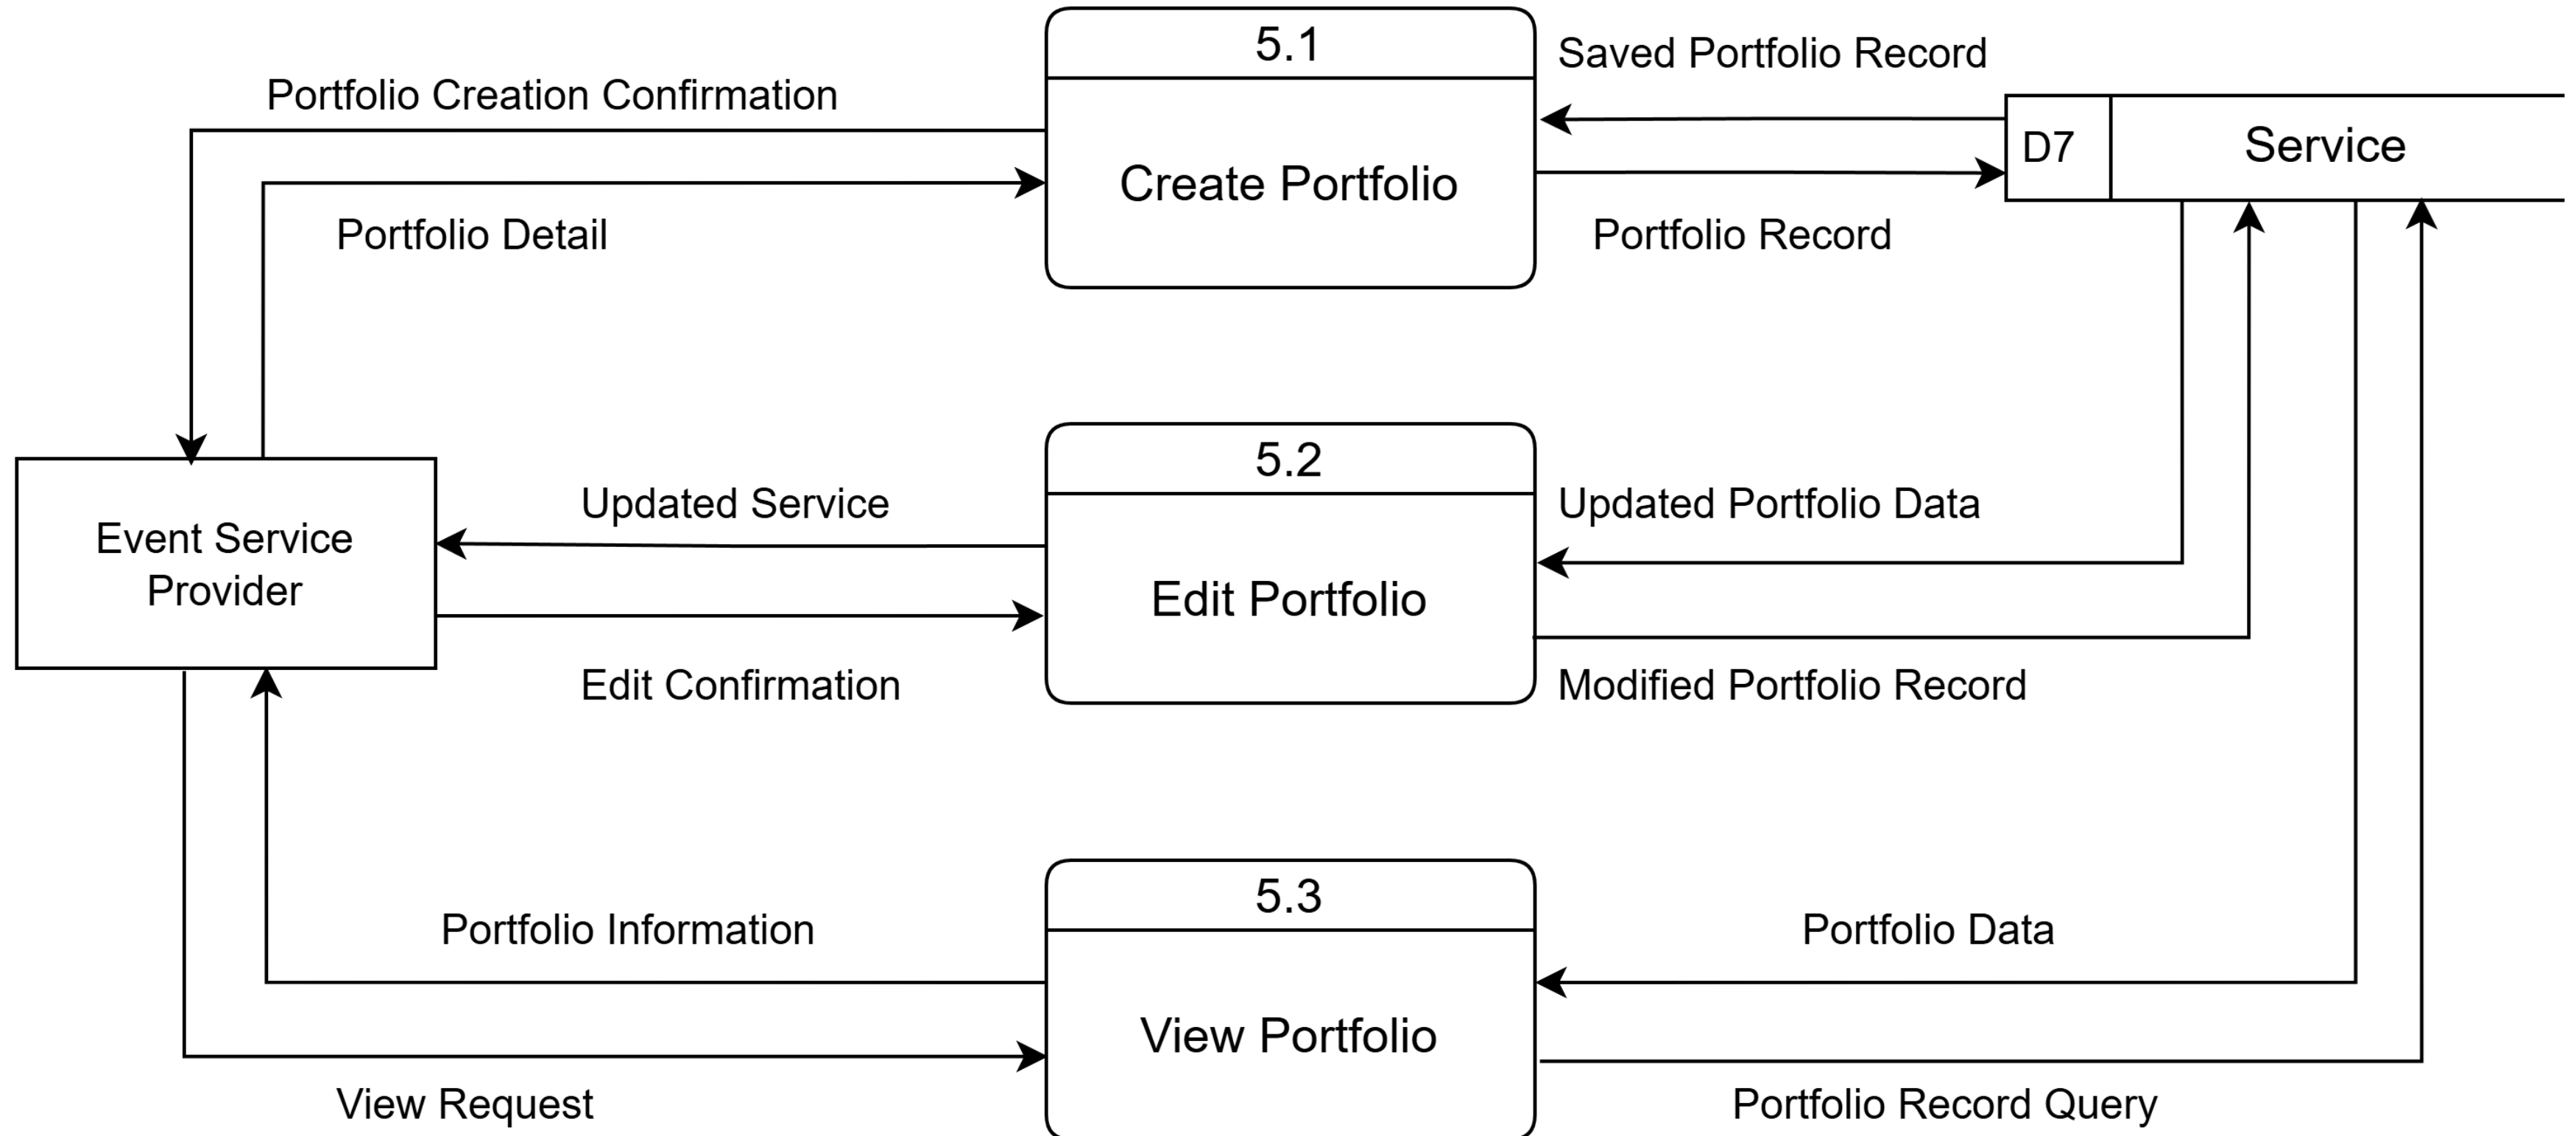 5.1
Saved Portfolio Record
Portfolio Creation Confirmation
D7
Service
Create Portfolio
Portfolio Detail
Portfolio Record
5.2
Updated Service
Updated Portfolio Data
Event Service
Provider
Edit Portfolio
Edit Confirmation
Modified Portfolio Record
5.3
Portfolio Information
Portfolio Data
View Portfolio
View Request
Portfolio Record Query